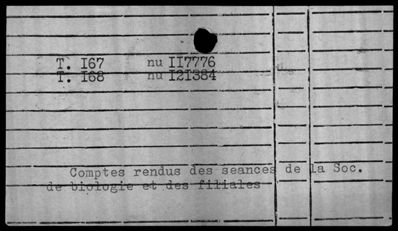 T. I67 nu II7776
T. I68 nu I2I384
Comptes rendus des seances de la Soc.
de biologie et des filiales